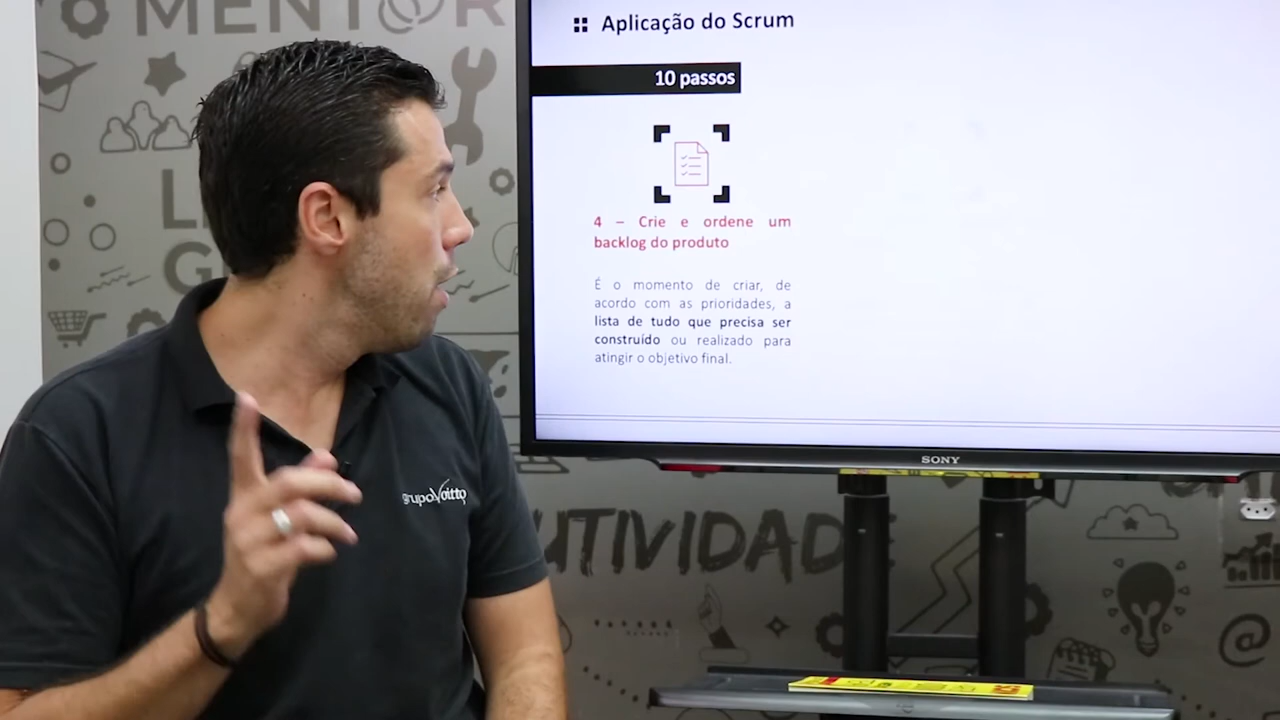 MENTOR
Aplicação do Scrum
10 passos
4 – Crie e ordene um
backlog do produto
É o momento de criar, de
acordo com as prioridades, a
lista de tudo que precisa ser
construído ou realizado para
atingir o objetivo final.
SONY
grupoVoitto
UTIVIDADE
@